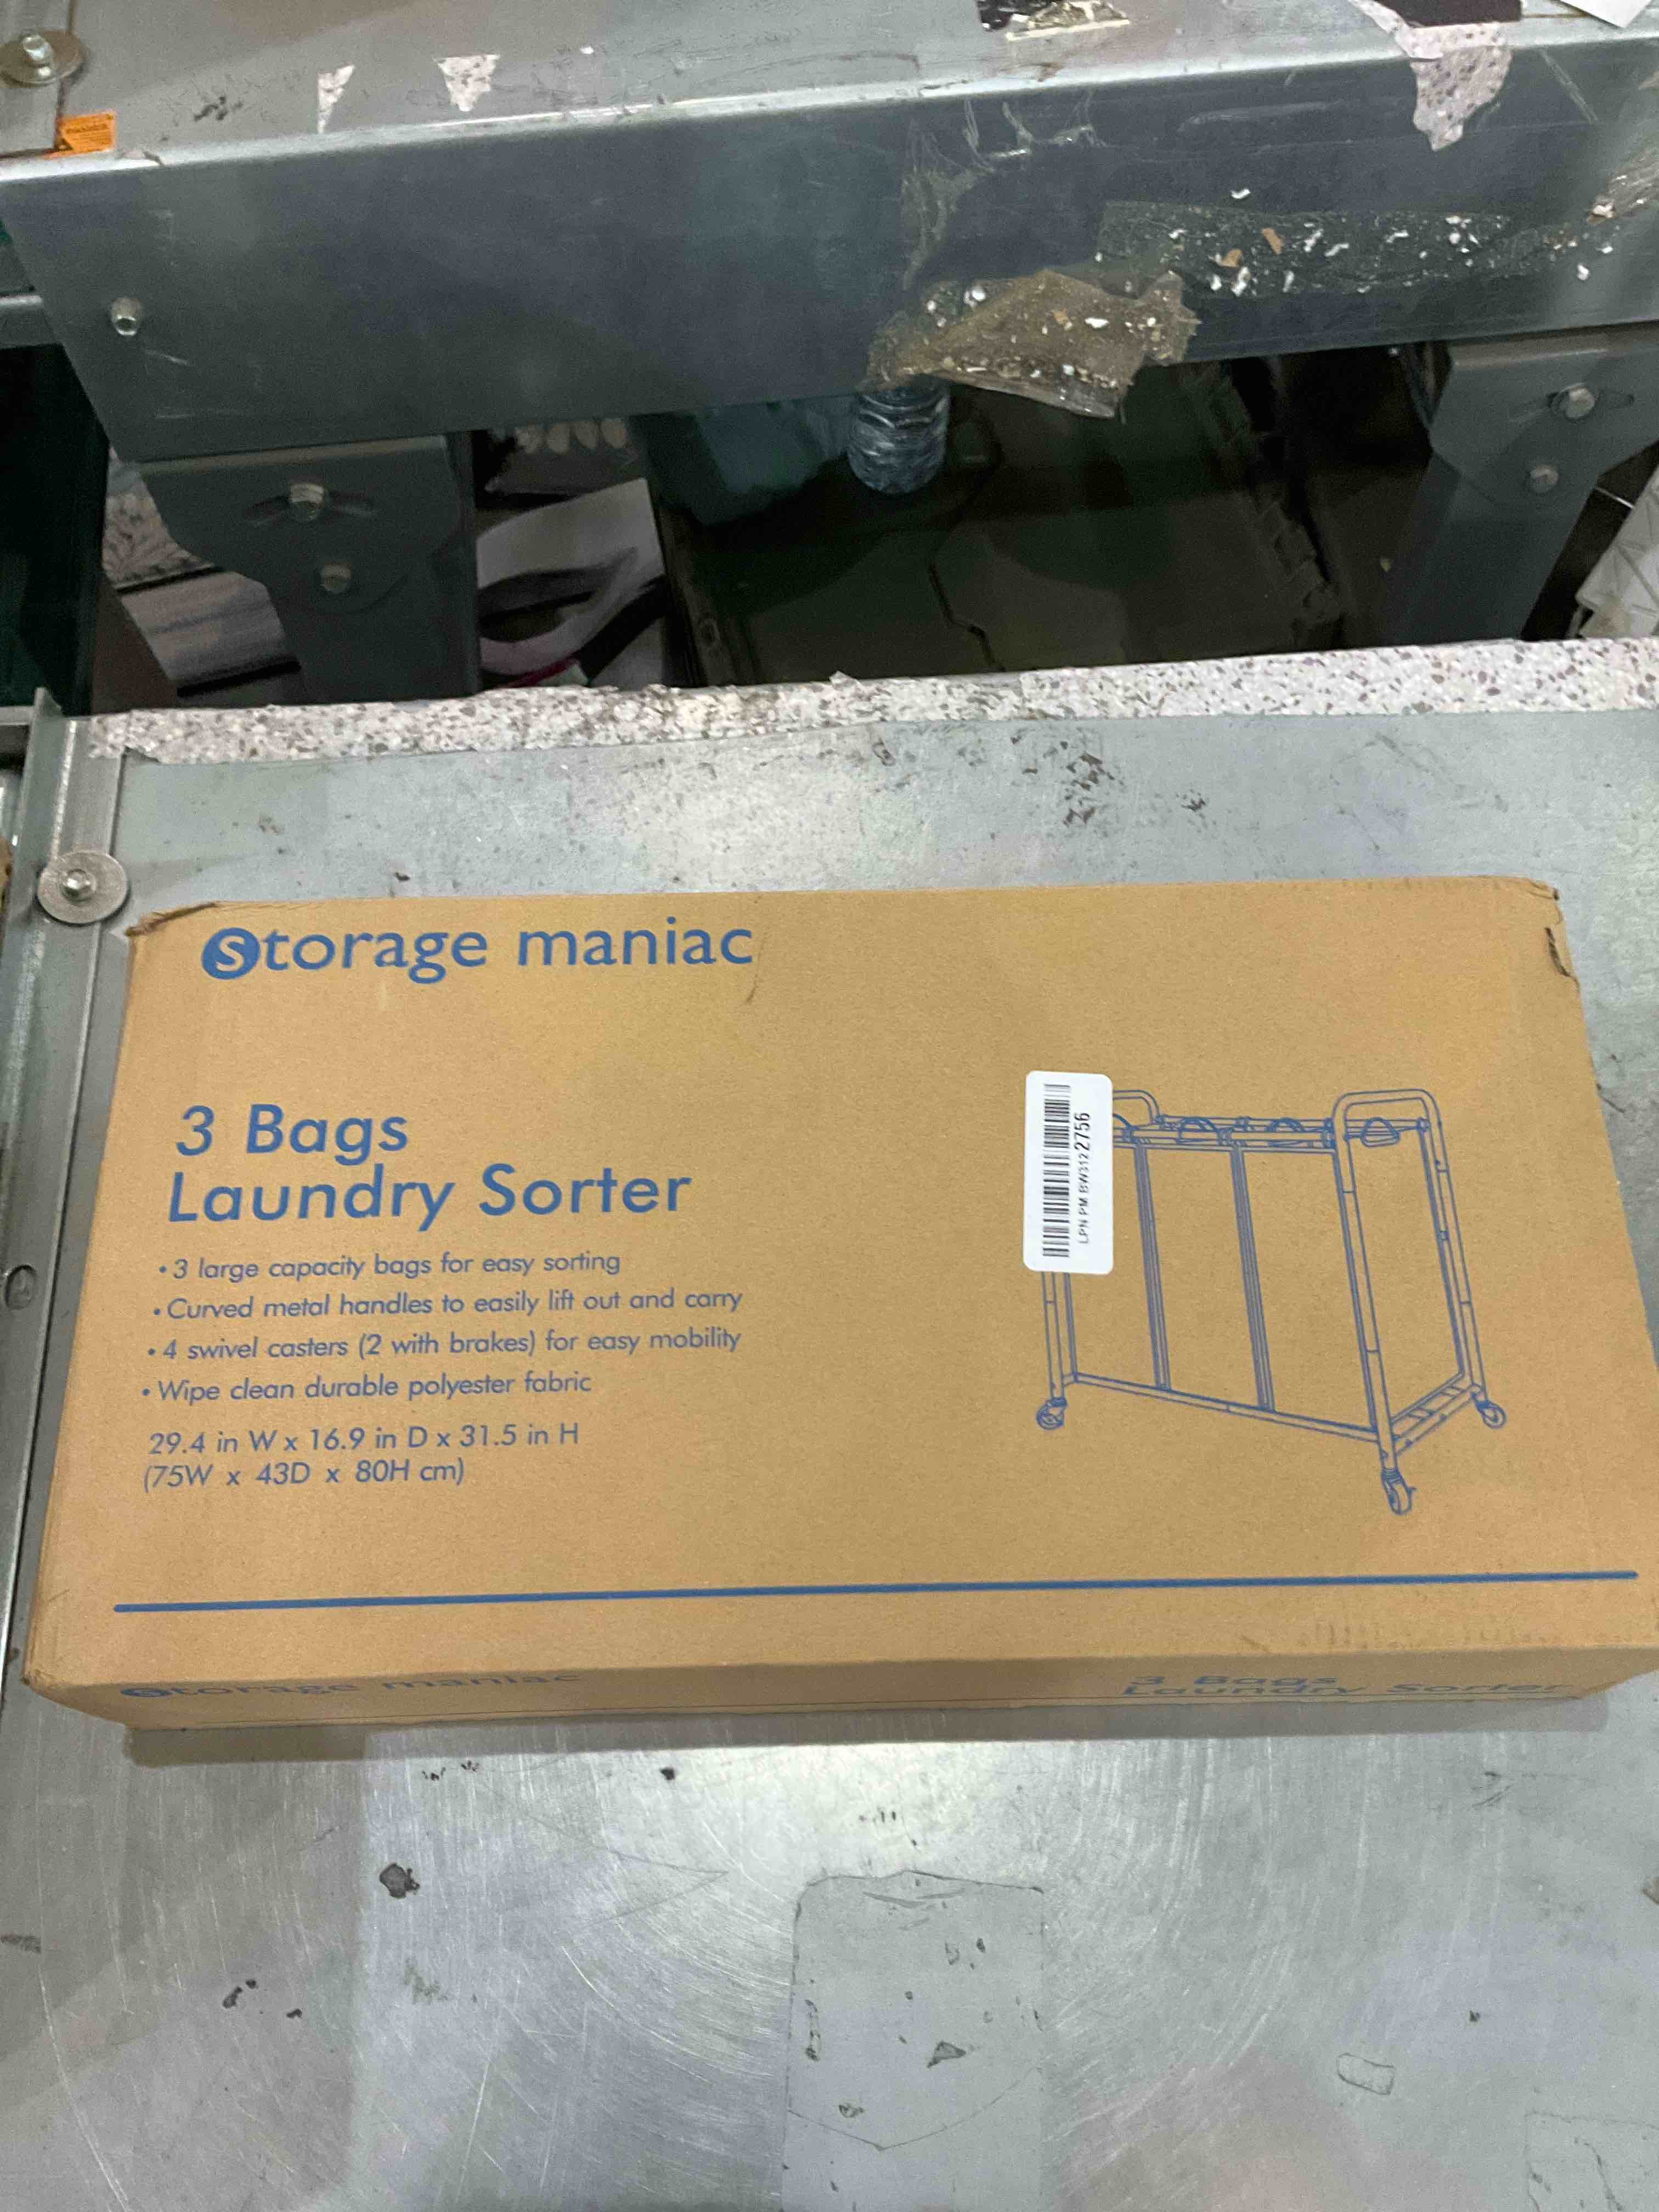 storage maniac
3 Bags
Laundry Sorter
• 3 large capacity bags for easy sorting
• Curved metal handles to easily lift out and carry
• 4 swivel casters (2 with brakes) for easy mobility
• Wipe clean durable polyester fabric
29.4 in W x 16.9 in D x 31.5 in H
(75W x 43D x 80H cm)
LPN PM BW312 2756
storage maniac
3 Bags
Laundry Sorter